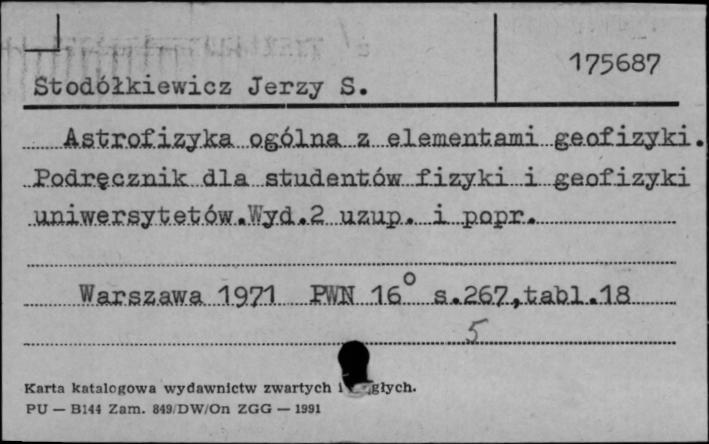 175687
Stodółkiewicz Jerzy S.
Astrofizyka ogólna z elementami geofizyki.
Podręcznik dla studentów fizyki i geofizyki
uniwersytetów.Wyd.2 uzup. i popr.
Warszawa 1971 PWN 16° s.267,tabl.18
5
Karta katalogowa wydawnictw zwartych i
PU — B144 Zam. 849/DW/On ZGG — 1991